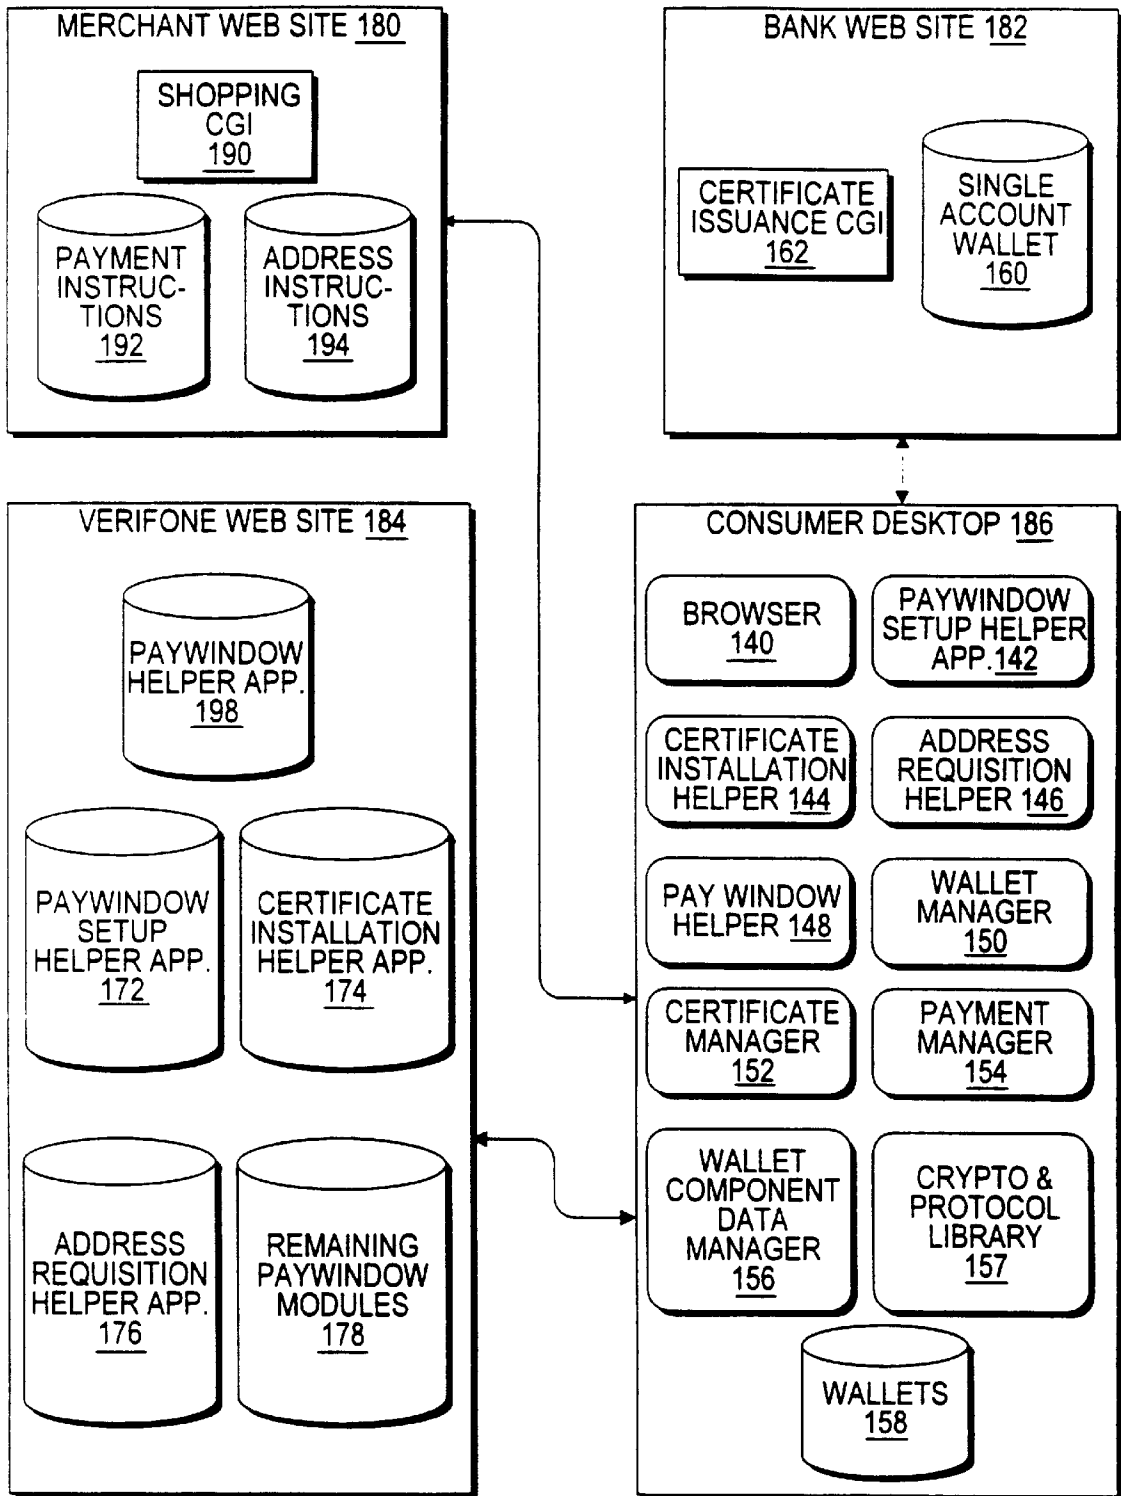 MERCHANT WEB SITE 180
SHOPPING
CGI
190
PAYMENT
INSTRUC-
TIONS
192
ADDRESS
INSTRUC-
TIONS
194
BANK WEB SITE 182
CERTIFICATE
ISSUANCE CGI
162
SINGLE
ACCOUNT
WALLET
160
VERIFONE WEB SITE 184
PAYWINDOW
HELPER APP.
198
PAYWINDOW
SETUP
HELPER APP.
172
CERTIFICATE
INSTALLATION
HELPER APP.
174
ADDRESS
REQUISITION
HELPER APP.
176
REMAINING
PAYWINDOW
MODULES
178
CONSUMER DESKTOP 186
BROWSER
140
PAYWINDOW
SETUP HELPER
APP.142
CERTIFICATE
INSTALLATION
HELPER 144
ADDRESS
REQUISITION
HELPER 146
PAY WINDOW
HELPER 148
WALLET
MANAGER
150
CERTIFICATE
MANAGER
152
PAYMENT
MANAGER
154
WALLET
COMPONENT
DATA
MANAGER
156
CRYPTO &
PROTOCOL
LIBRARY
157
WALLETS
158